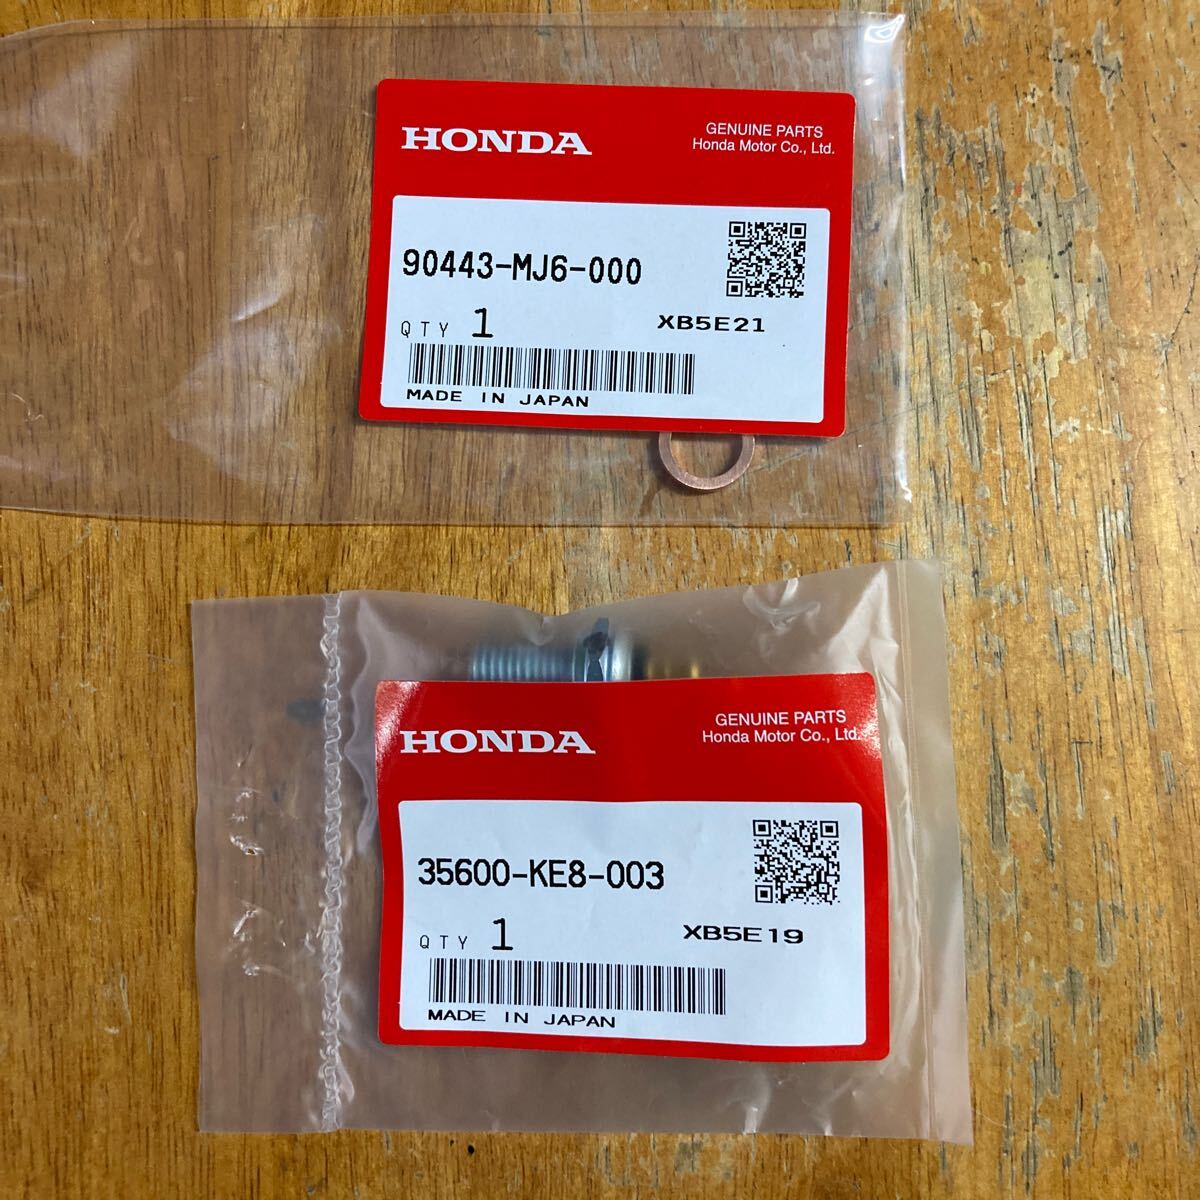 HONDA
GENUINE PARTS
Honda Motor Co., Ltd.
90443-MJ6-000
QTY 1
XB5E21
MADE IN JAPAN
HONDA
GENUINE PARTS
Honda Motor Co., Ltd.
35600-KE8-003
QTY 1
XB5E19
MADE IN JAPAN